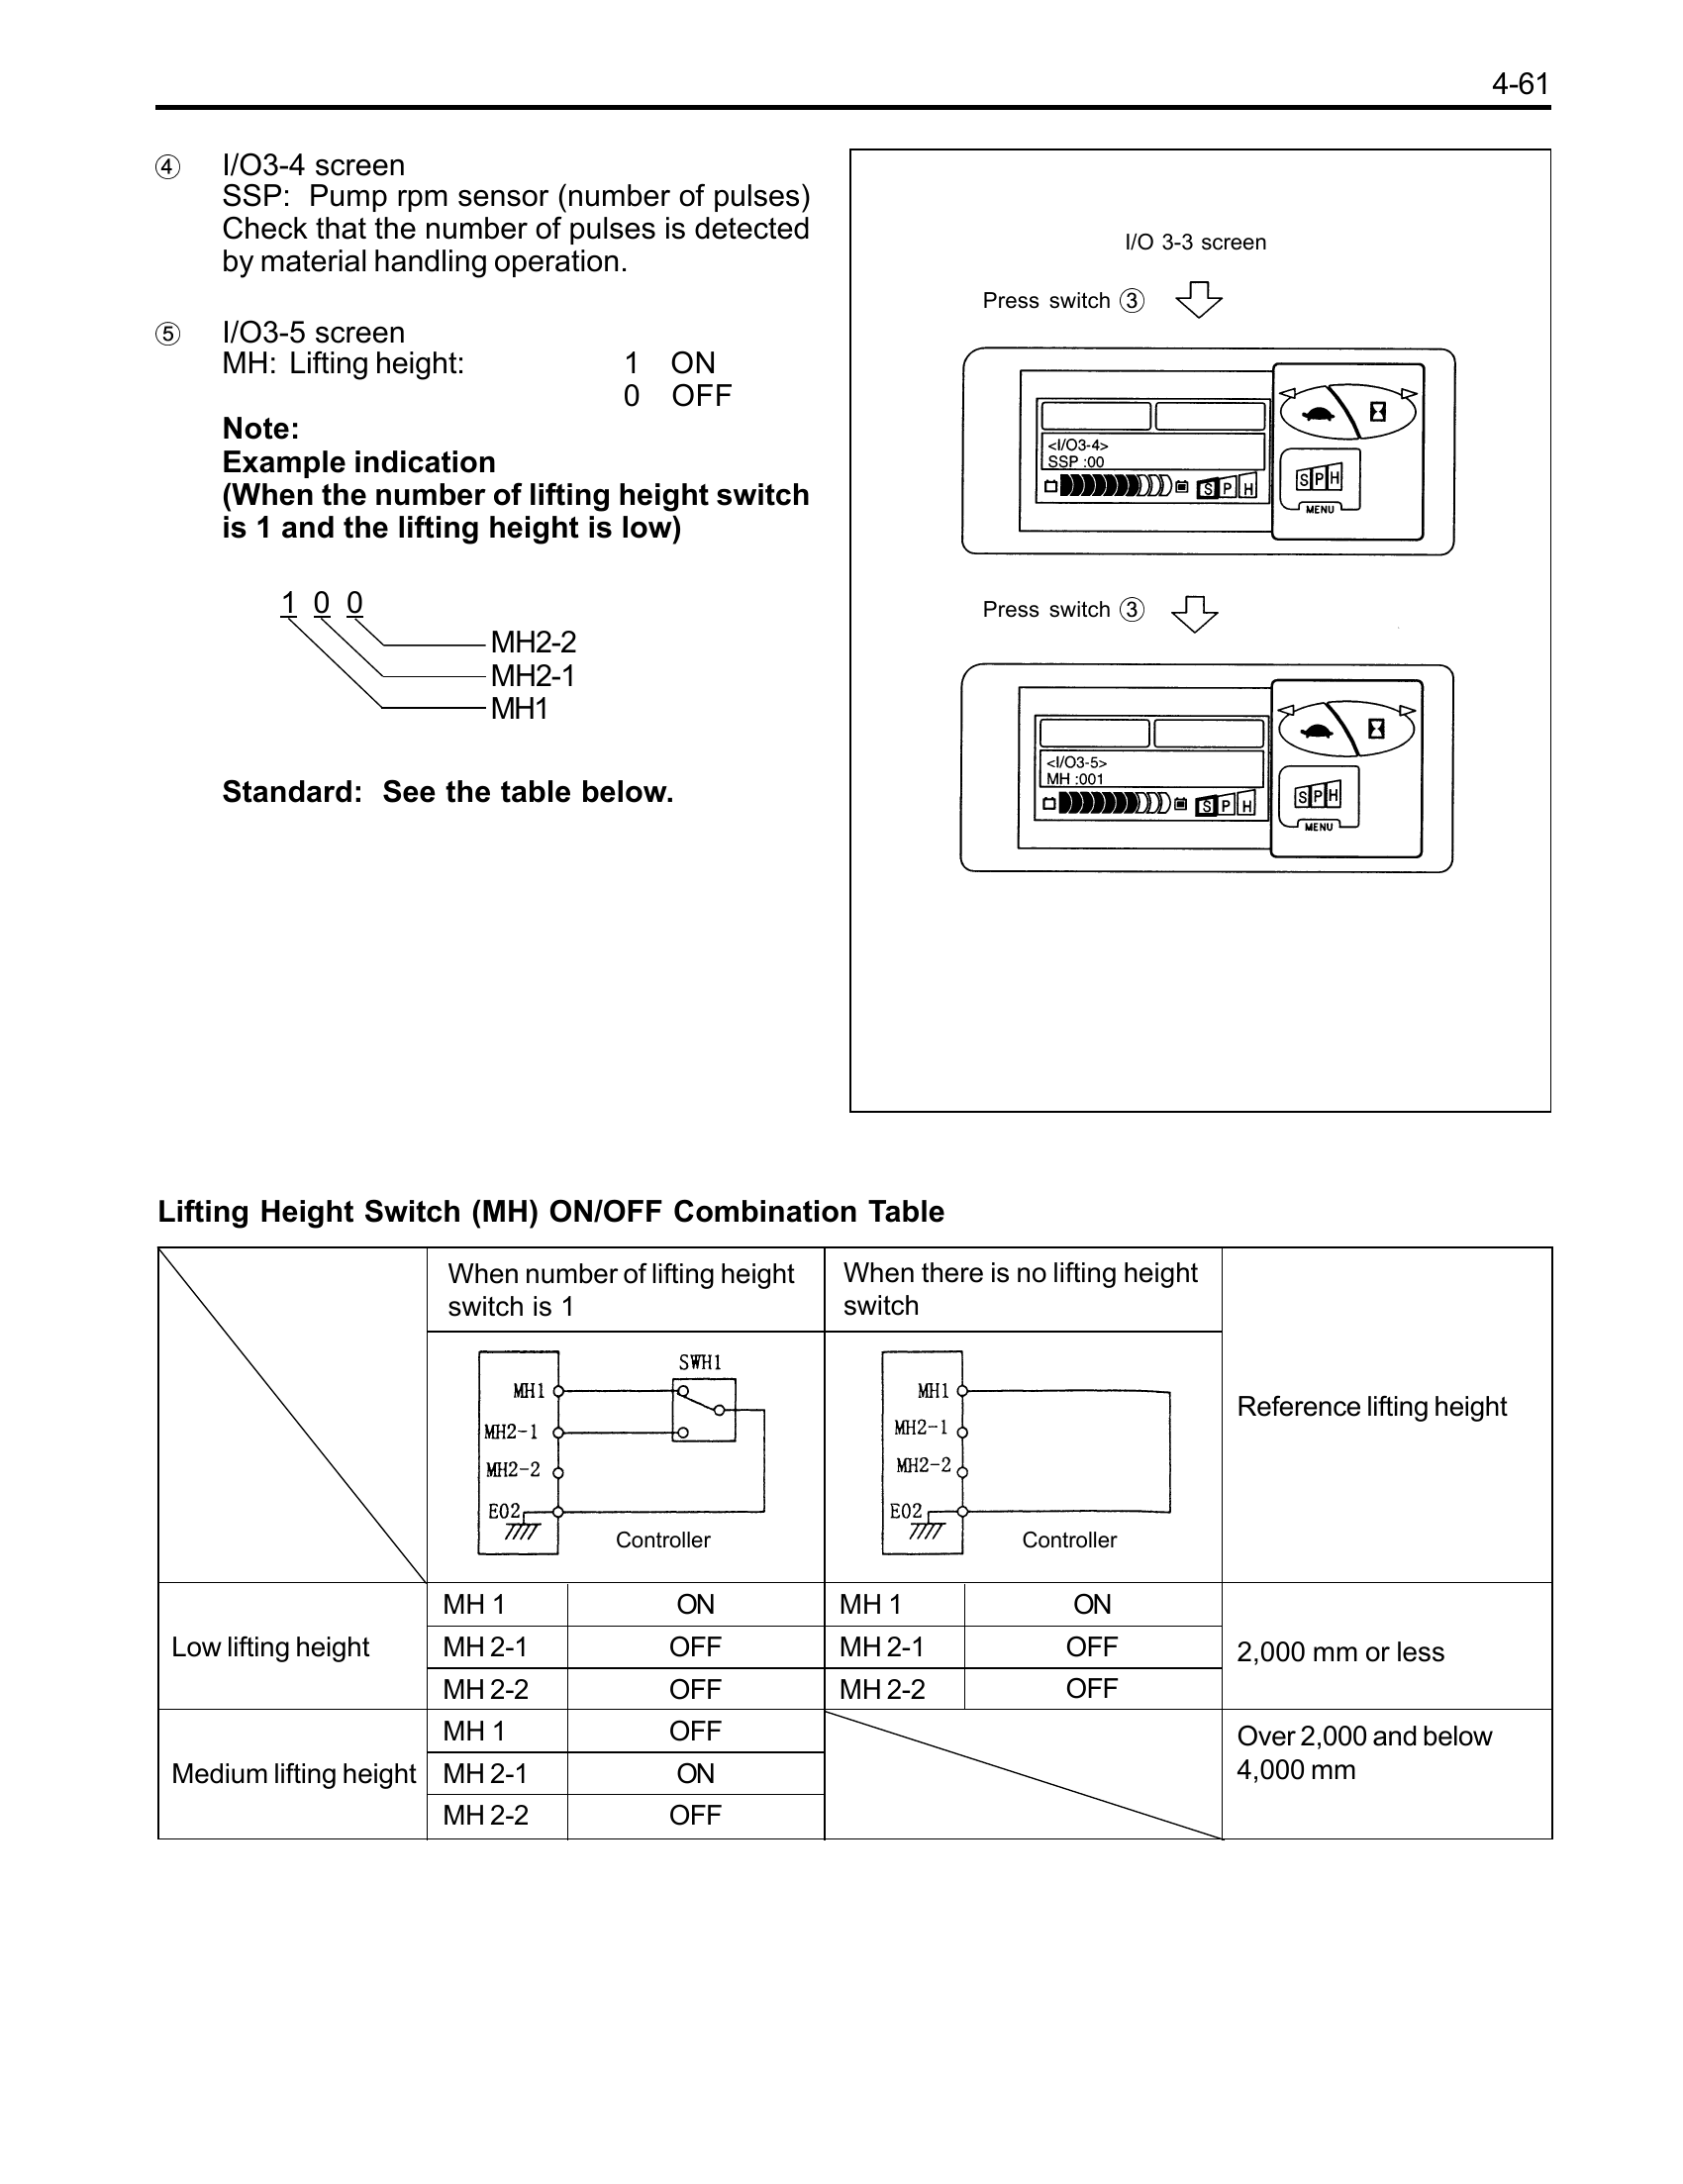 4-61
④ I/O3-4 screen
SSP: Pump rpm sensor (number of pulses)
Check that the number of pulses is detected
by material handling operation.
⑤ I/O3-5 screen
MH: Lifting height: 1 ON
0 OFF
Note:
Example indication
(When the number of lifting height switch
is 1 and the lifting height is low)
1 0 0
MH2-2
MH2-1
MH1
Standard: See the table below.
I/O 3-3 screen
Press switch ③
<I/O3-4>
SSP :00
S P H
S P H
MENU
Press switch ③
<I/O3-5>
MH :001
S P H
S P H
MENU
Lifting Height Switch (MH) ON/OFF Combination Table
When number of lifting height
switch is 1
When there is no lifting height
switch
Reference lifting height
SWH1
MH1
MH2-1
MH2-2
E02
Controller
MH1
MH2-1
MH2-2
E02
Controller
Low lifting height
MH 1 ON
MH 2-1 OFF
MH 2-2 OFF
MH 1 ON
MH 2-1 OFF
MH 2-2 OFF
2,000 mm or less
Medium lifting height
MH 1 OFF
MH 2-1 ON
MH 2-2 OFF
Over 2,000 and below
4,000 mm